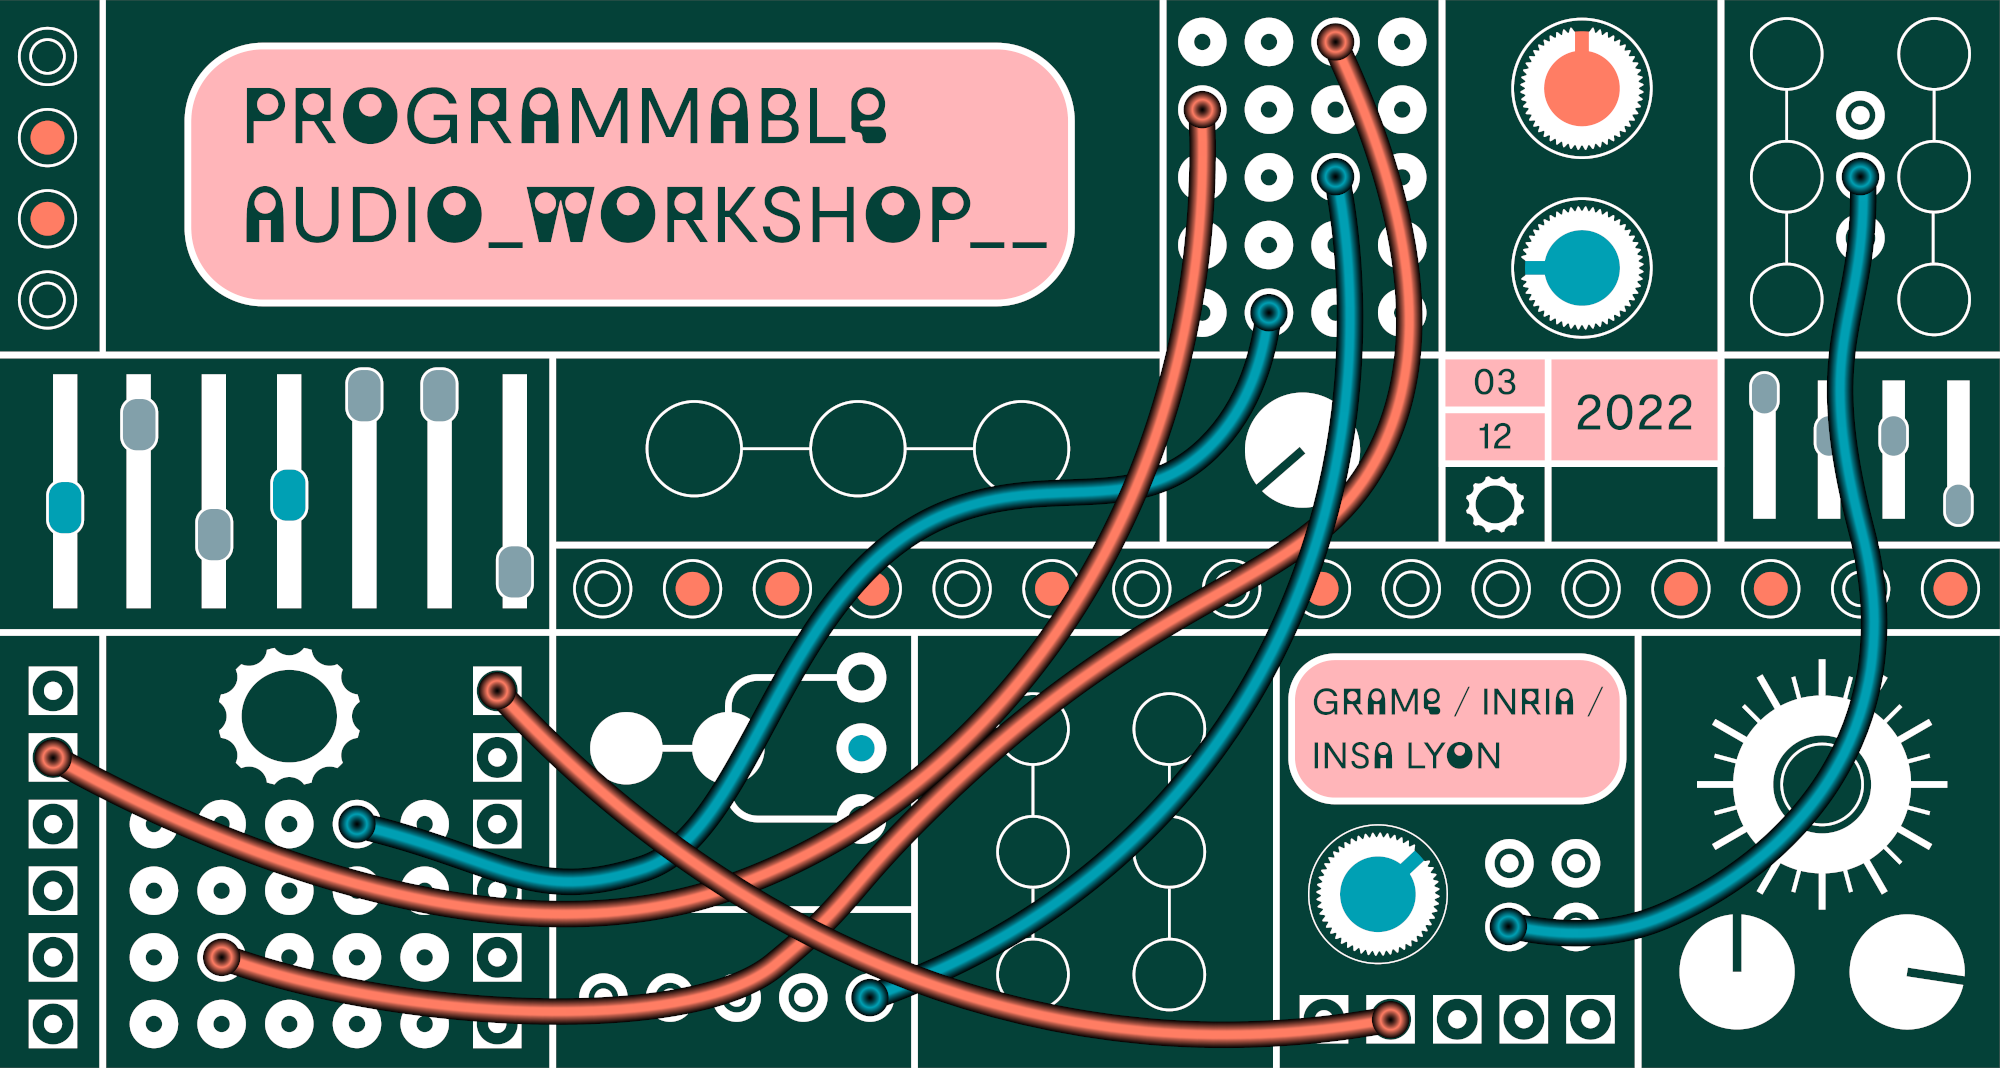 PROGRAMMABLE
AUDIO_WORKSHOP__
03
12
2022
GRAME / INRIA /
INSA LYON